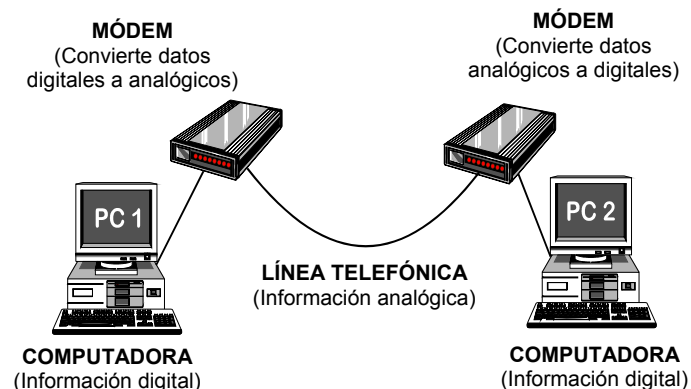 MÓDEM
(Convierte datos
digitales a analógicos)
MÓDEM
(Convierte datos
analógicos a digitales)
PC 1
PC 2
LÍNEA TELEFÓNICA
(Información analógica)
COMPUTADORA
(Información digital)
COMPUTADORA
(Información digital)